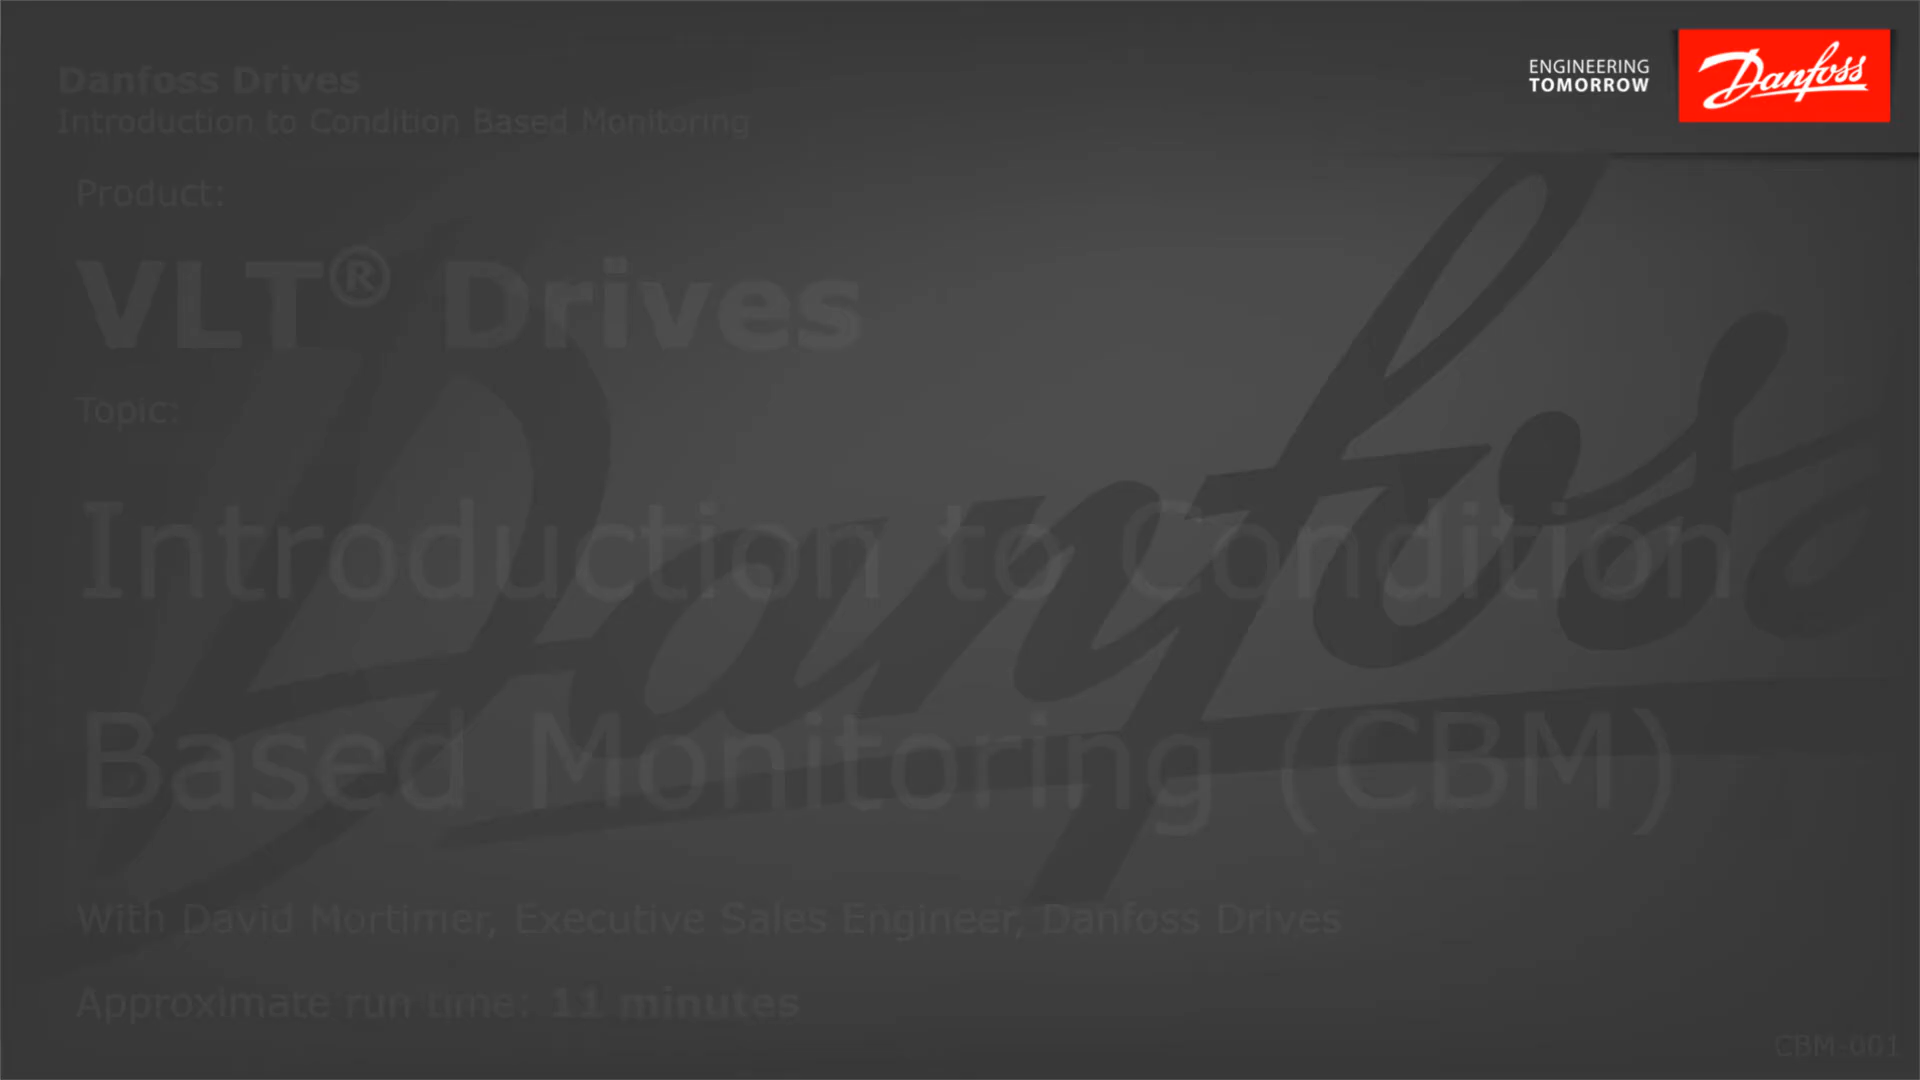 Danfoss Drives
Introduction to Condition Based Monitoring
ENGINEERING
TOMORROW
Danfoss
Product:
VLT® Drives
Topic:
Danfoss
Introduction to Condition
Based Monitoring (CBM)
With David Mortimer, Executive Sales Engineer, Danfoss Drives
Approximate run time: 11 minutes
CBM-001